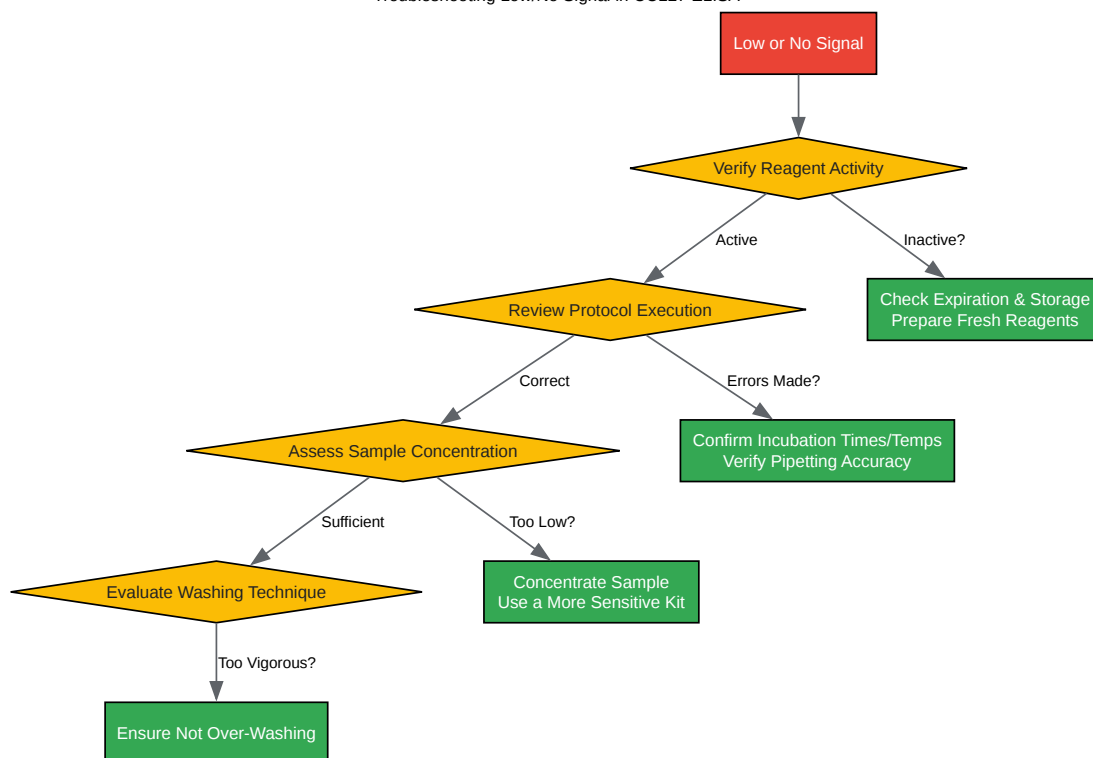 Low or No Signal
Verify Reagent Activity
Active
Inactive?
Check Expiration & Storage
Prepare Fresh Reagents
Review Protocol Execution
Correct
Errors Made?
Confirm Incubation Times/Temps
Verify Pipetting Accuracy
Assess Sample Concentration
Sufficient
Too Low?
Concentrate Sample
Use a More Sensitive Kit
Evaluate Washing Technique
Too Vigorous?
Ensure Not Over-Washing